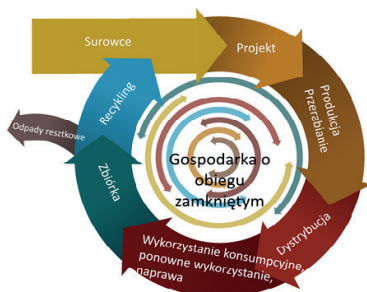 Surowce
Projekt
Produkcja
Przerabianie
Dystrybucja
Wykorzystanie konsumpcyjne,
ponowne wykorzystanie,
naprawa
Zbiórka
Odpady resztkowe
Recykling
Gospodarka o
obiegu
zamkniętym